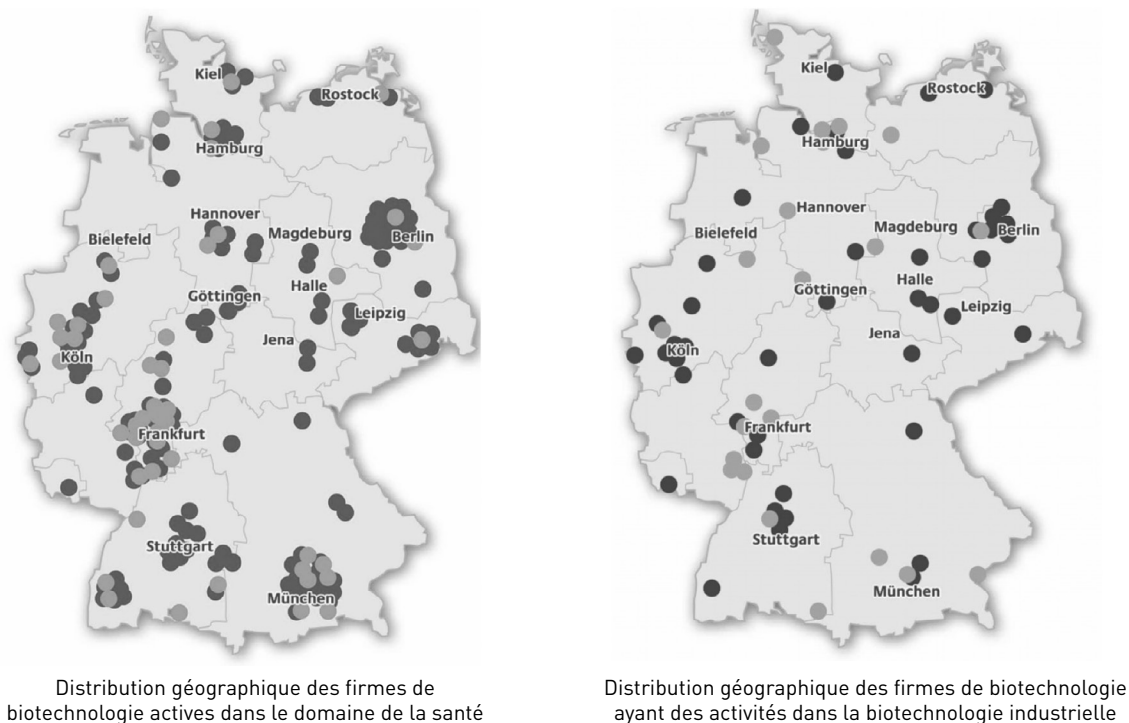 Kiel
Rostock
Hamburg
Hannover
Bielefeld
Magdeburg
Berlin
Göttingen
Halle
Leipzig
Köln
Jena
Frankfurt
Stuttgart
München
Distribution géographique des firmes de
biotechnologie actives dans le domaine de la santé
Kiel
Rostock
Hamburg
Hannover
Bielefeld
Magdeburg
Berlin
Göttingen
Halle
Leipzig
Köln
Jena
Frankfurt
Stuttgart
München
Distribution géographique des firmes de biotechnologie
ayant des activités dans la biotechnologie industrielle